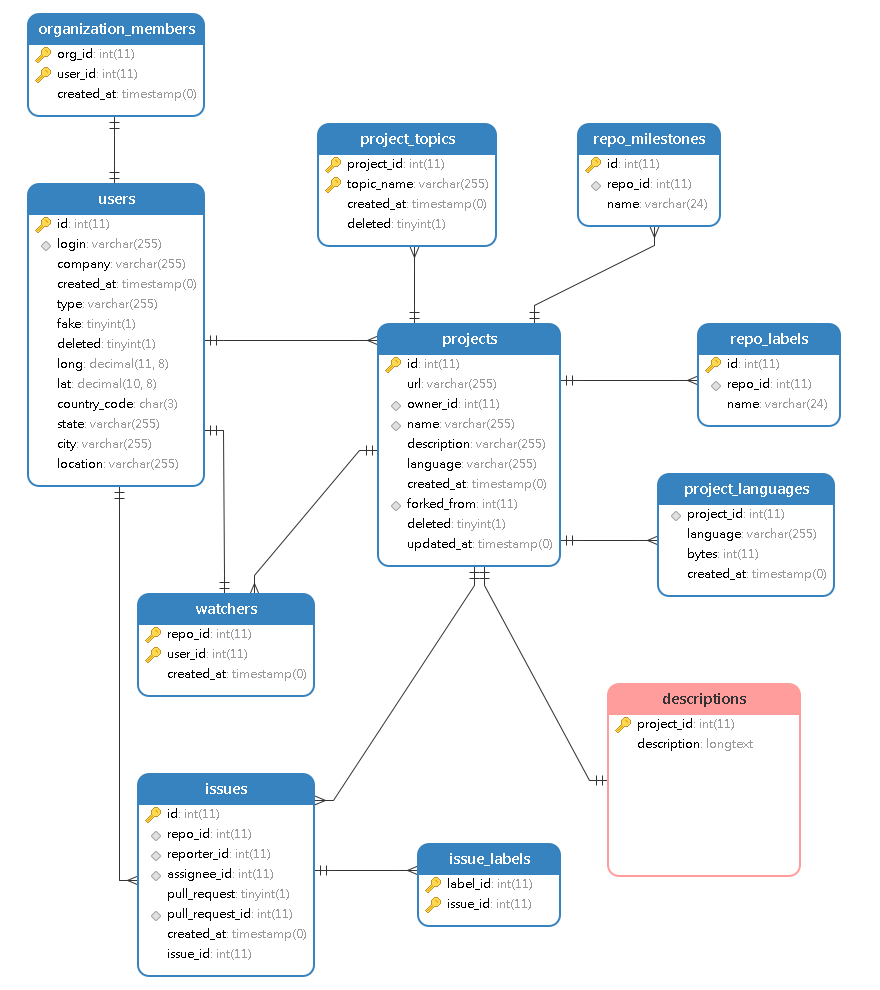 organization_members
org_id: int(11)
user_id: int(11)
created_at: timestamp(0)
users
id: int(11)
login: varchar(255)
company: varchar(255)
created_at: timestamp(0)
type: varchar(255)
fake: tinyint(1)
deleted: tinyint(1)
long: decimal(11, 8)
lat: decimal(10, 8)
country_code: char(3)
state: varchar(255)
city: varchar(255)
location: varchar(255)
project_topics
project_id: int(11)
topic_name: varchar(255)
created_at: timestamp(0)
deleted: tinyint(1)
repo_milestones
id: int(11)
repo_id: int(11)
name: varchar(24)
projects
id: int(11)
url: varchar(255)
owner_id: int(11)
name: varchar(255)
description: varchar(255)
language: varchar(255)
created_at: timestamp(0)
forked_from: int(11)
deleted: tinyint(1)
updated_at: timestamp(0)
repo_labels
id: int(11)
repo_id: int(11)
name: varchar(24)
project_languages
project_id: int(11)
language: varchar(255)
bytes: int(11)
created_at: timestamp(0)
watchers
repo_id: int(11)
user_id: int(11)
created_at: timestamp(0)
descriptions
project_id: int(11)
description: longtext
issues
id: int(11)
repo_id: int(11)
reporter_id: int(11)
assignee_id: int(11)
pull_request: tinyint(1)
pull_request_id: int(11)
created_at: timestamp(0)
issue_id: int(11)
issue_labels
label_id: int(11)
issue_id: int(11)